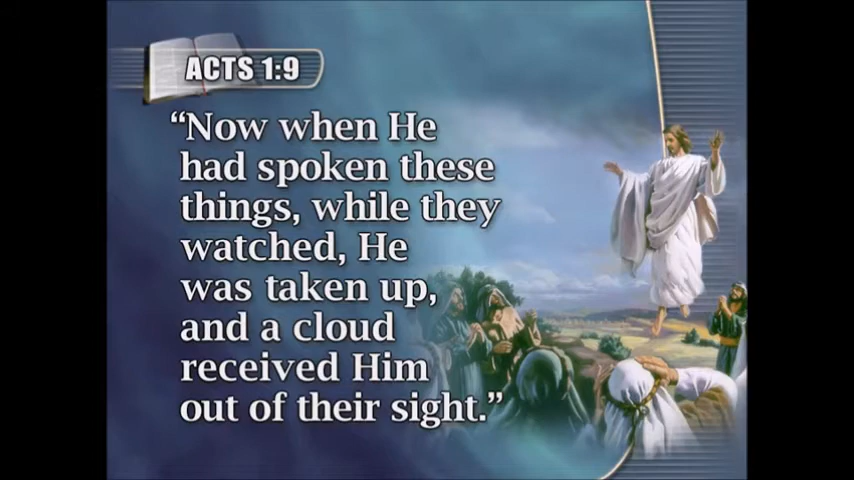 ACTS 1:9
“Now when He
had spoken these
things, while they
watched, He
was taken up,
and a cloud
received Him
out of their sight.”